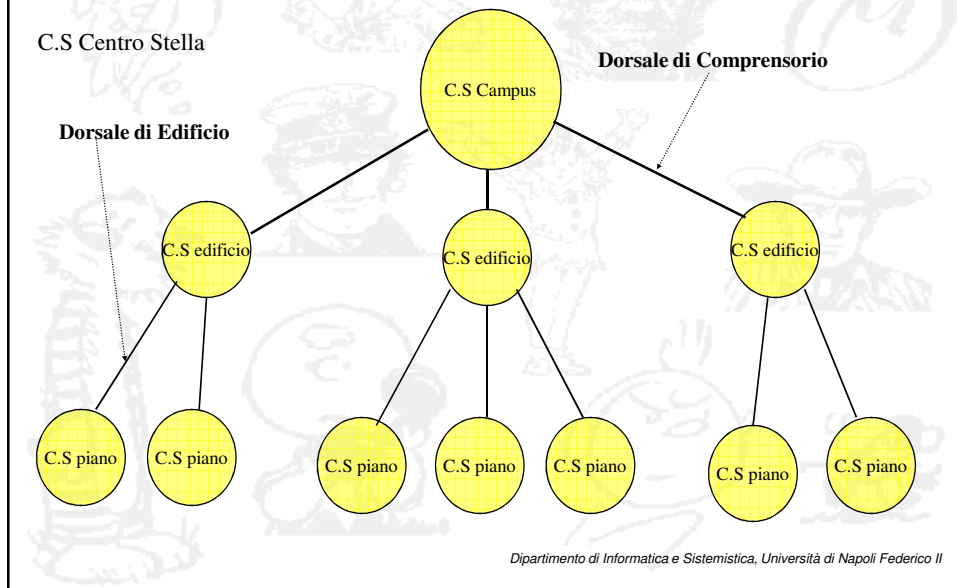 C.S Centro Stella
Dorsale di Comprensorio
C.S Campus
Dorsale di Edificio
C.S edificio
C.S edificio
C.S edificio
C.S piano
C.S piano
C.S piano
C.S piano
C.S piano
C.S piano
C.S piano
Dipartimento di Informatica e Sistemistica, Università di Napoli Federico II